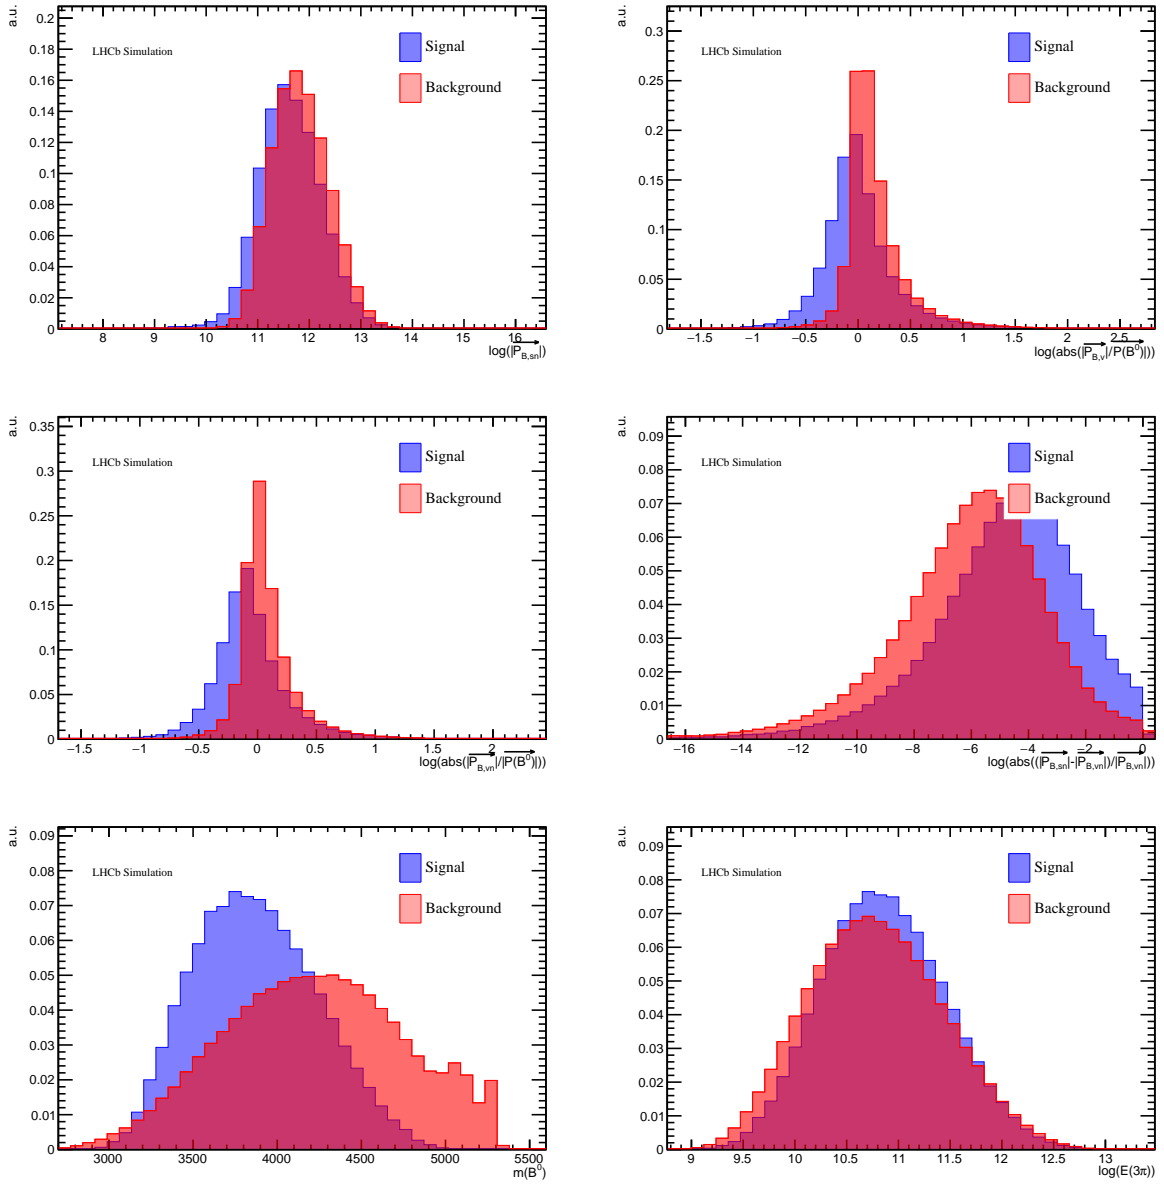 a.u.
0.2
0.18
0.16
0.14
0.12
0.1
0.08
0.06
0.04
0.02
0
LHCb Simulation
Signal
Background
8 9 10 11 12 13 14 15 16
log(|P_{B,sn}|)
a.u.
0.3
0.25
0.2
0.15
0.1
0.05
0
LHCb Simulation
Signal
Background
−1.5 −1 −0.5 0 0.5 1 1.5 2 2.5
log(abs(|P_{B,v}|/P(B^0)|))
a.u.
0.35
0.3
0.25
0.2
0.15
0.1
0.05
0
LHCb Simulation
Signal
Background
−1.5 −1 −0.5 0 0.5 1 1.5 2
log(abs(|P_{B,vn}|/|P(B^0)|))
a.u.
0.09
0.08
0.07
0.06
0.05
0.04
0.03
0.02
0.01
0
LHCb Simulation
Signal
Background
−16 −14 −12 −10 −8 −6 −4 −2 0
log(abs((|P_{B,sn}|-|P_{B,vn}|)/|P_{B,vn}|))
a.u.
0.09
0.08
0.07
0.06
0.05
0.04
0.03
0.02
0.01
0
LHCb Simulation
Signal
Background
3000 3500 4000 4500 5000 5500
m(B^0)
a.u.
0.09
0.08
0.07
0.06
0.05
0.04
0.03
0.02
0.01
0
LHCb Simulation
Signal
Background
9 9.5 10 10.5 11 11.5 12 12.5 13
log(E(3π))